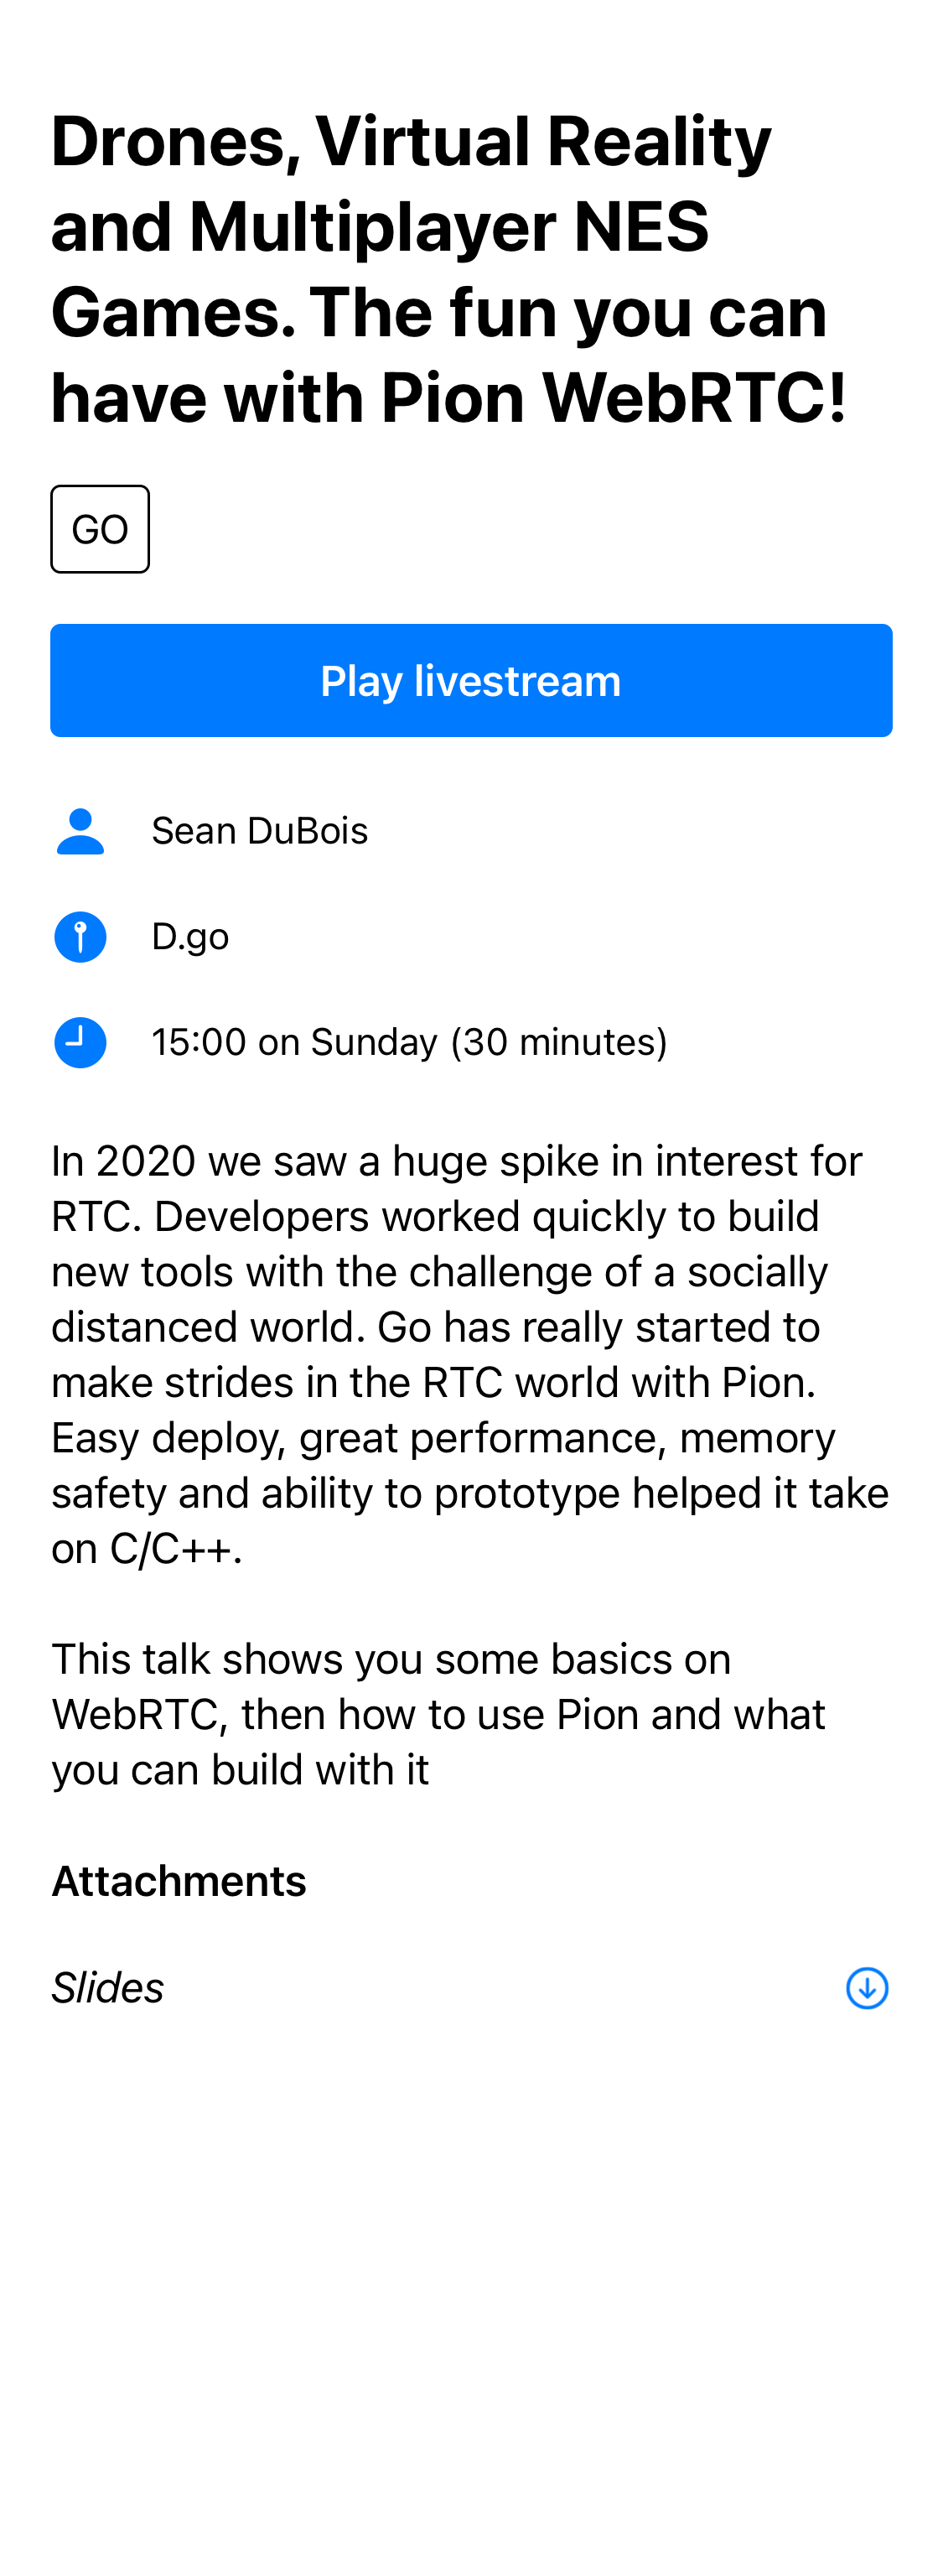 Drones, Virtual Reality
and Multiplayer NES
Games. The fun you can
have with Pion WebRTC!
GO
Play livestream
Sean DuBois
D.go
15:00 on Sunday (30 minutes)
In 2020 we saw a huge spike in interest for
RTC. Developers worked quickly to build
new tools with the challenge of a socially
distanced world. Go has really started to
make strides in the RTC world with Pion.
Easy deploy, great performance, memory
safety and ability to prototype helped it take
on C/C++.
This talk shows you some basics on
WebRTC, then how to use Pion and what
you can build with it
Attachments
Slides